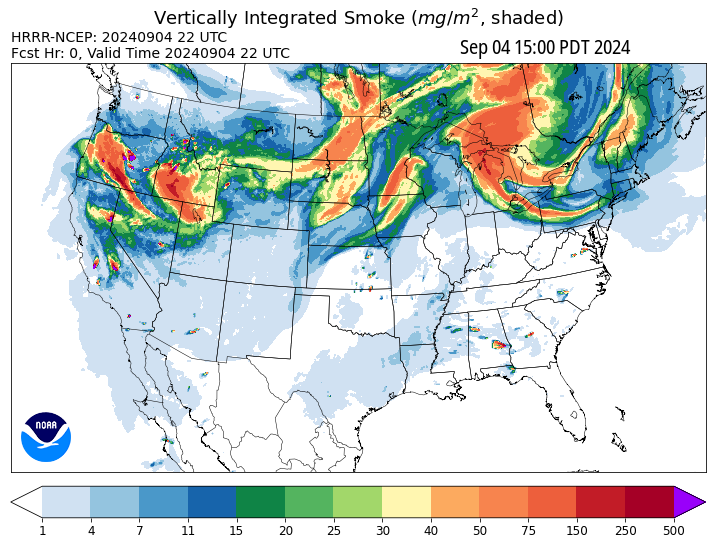 Vertically Integrated Smoke (mg/m², shaded)
HRRR-NCEP: 20240904 22 UTC
Fcst Hr: 0, Valid Time 20240904 22 UTC
Sep 04 15:00 PDT 2024
NOAA
1 4 7 11 15 20 25 30 40 50 75 150 250 500